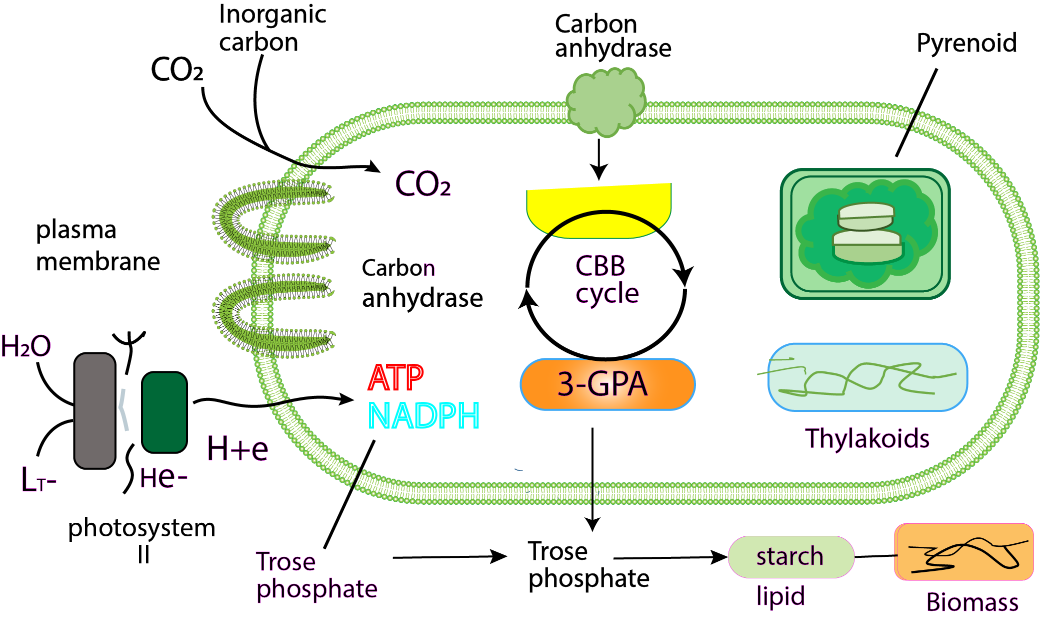 Inorganic
carbon
CO₂
CO₂
Carbon
anhydrase
Pyrenoid
plasma
membrane
Carbon
anhydrase
CBB
cycle
H₂O
ATP
NADPH
3-GPA
Thylakoids
H+e
He-
LT-
photosystem
II
Trose
phosphate
Trose
phosphate
starch
lipid
Biomass